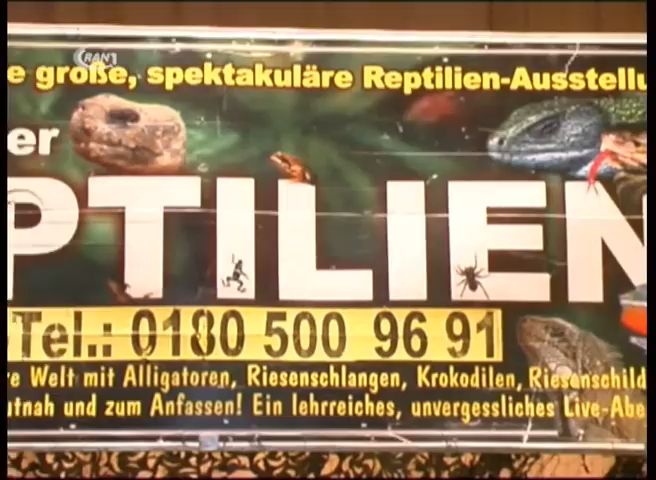 CRAN1
e große, spektakuläre Reptilien-Ausstellu
er
PTILIEN
Tel.: 0180 500 96 91
e Welt mit Alligatoren, Riesenschlangen, Krokodilen, Riesenschild
utnah und zum Anfassen! Ein lehrreiches, unvergessliches Live-Abe